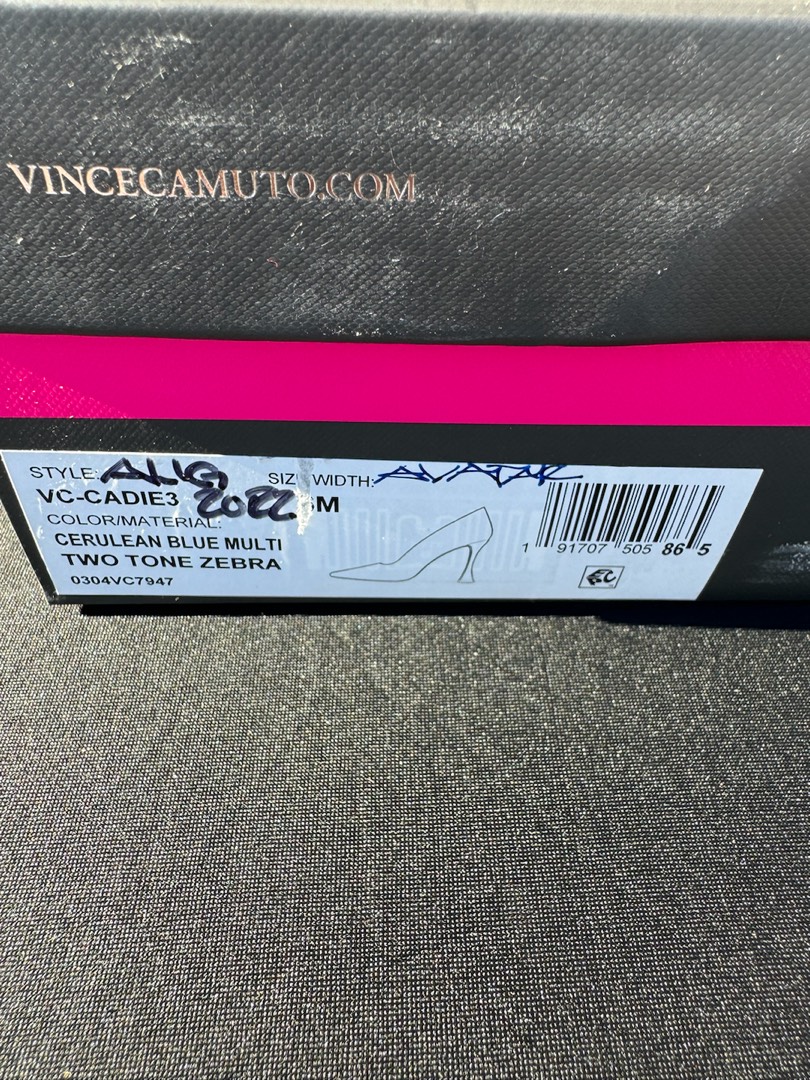 VINCECAMUTO.COM
STYLE: SIZE WIDTH: AVATAR
VC-CADIE3 2022 M
COLOR/MATERIAL:
CERULEAN BLUE MULTI
TWO TONE ZEBRA
0304VC7947
1 91707 505 86 5